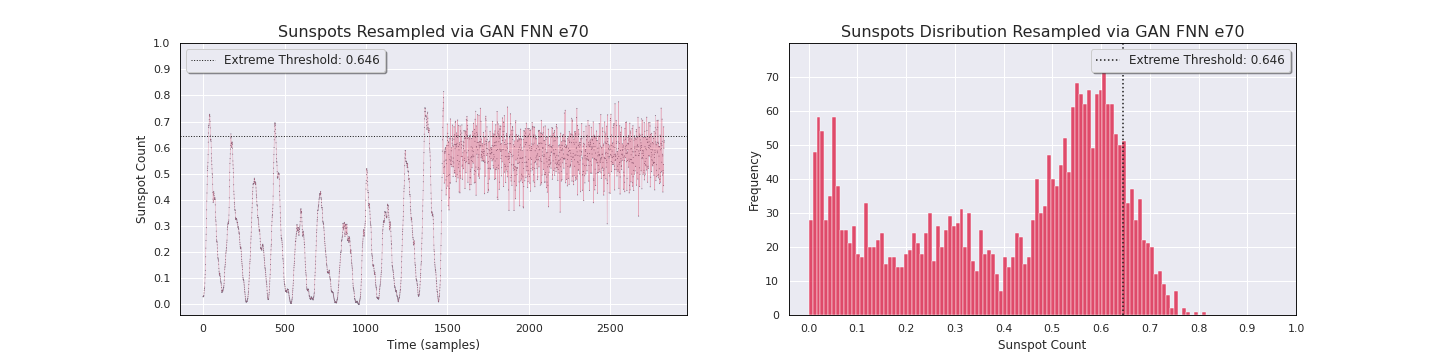 Sunspots Resampled via GAN FNN e70
Extreme Threshold: 0.646
1.0
0.9
0.8
0.7
0.6
0.5
0.4
0.3
0.2
0.1
0.0
Sunspot Count
0 500 1000 1500 2000 2500
Time (samples)
Sunspots Disribution Resampled via GAN FNN e70
Extreme Threshold: 0.646
70
60
50
40
30
20
10
0
Frequency
0.0 0.1 0.2 0.3 0.4 0.5 0.6 0.7 0.8 0.9 1.0
Sunspot Count